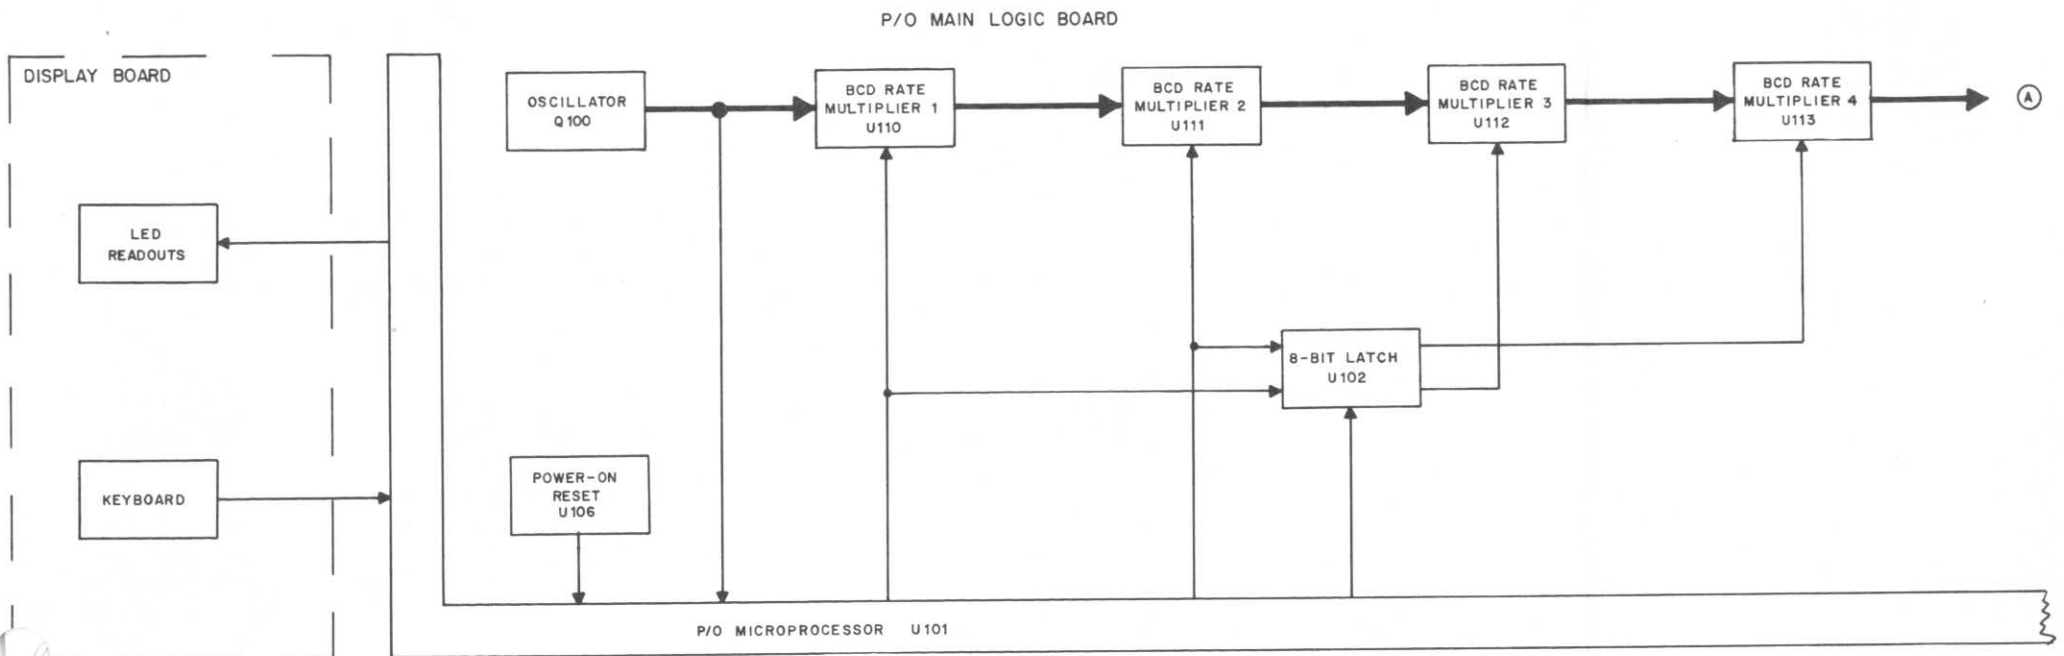 P/O MAIN LOGIC BOARD
DISPLAY BOARD
OSCILLATOR
Q100
BCD RATE
MULTIPLIER 1
U110
BCD RATE
MULTIPLIER 2
U111
BCD RATE
MULTIPLIER 3
U112
BCD RATE
MULTIPLIER 4
U113
A
LED
READOUTS
8-BIT LATCH
U102
KEYBOARD
POWER-ON
RESET
U106
P/O MICROPROCESSOR U101